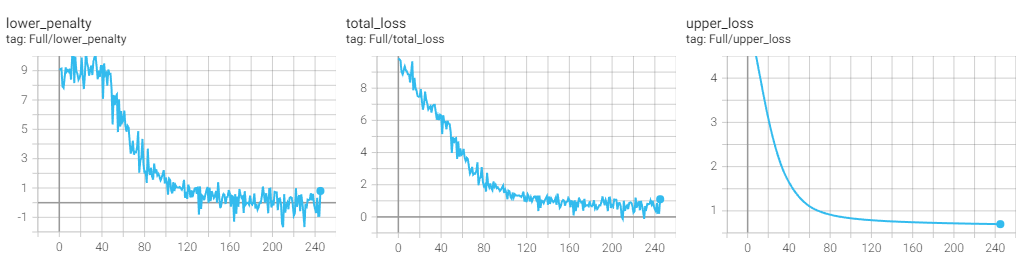 lower_penalty
tag: Full/lower_penalty
9
7
5
3
1
-1
0 40 80 120 160 200 240
total_loss
tag: Full/total_loss
8
6
4
2
0
0 40 80 120 160 200 240
upper_loss
tag: Full/upper_loss
4
3
2
1
0 40 80 120 160 200 240